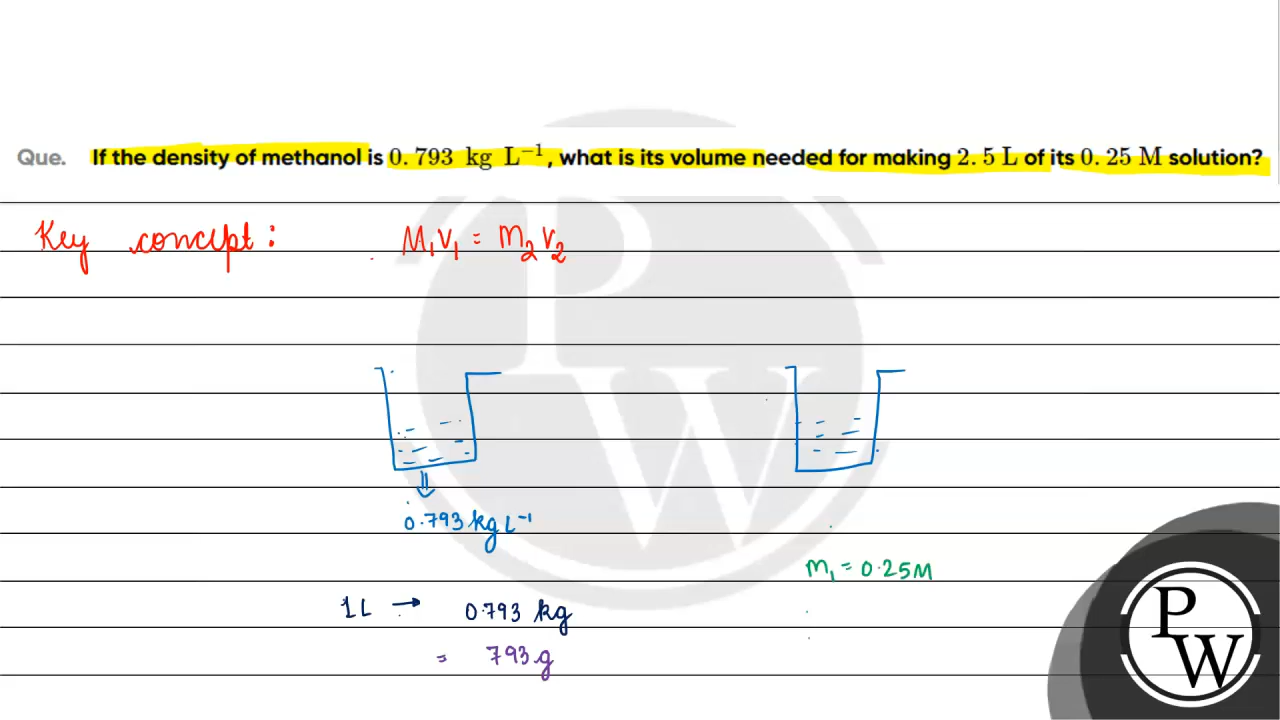 Que. If the density of methanol is 0. 793 kg L⁻¹, what is its volume needed for making 2. 5 L of its 0. 25 M solution?
Key concept: M₁V₁ = M₂V₂
0.793 kg L⁻¹
M₁ = 0.25M
1L → 0.793 kg
= 793 g
P
W
P
W